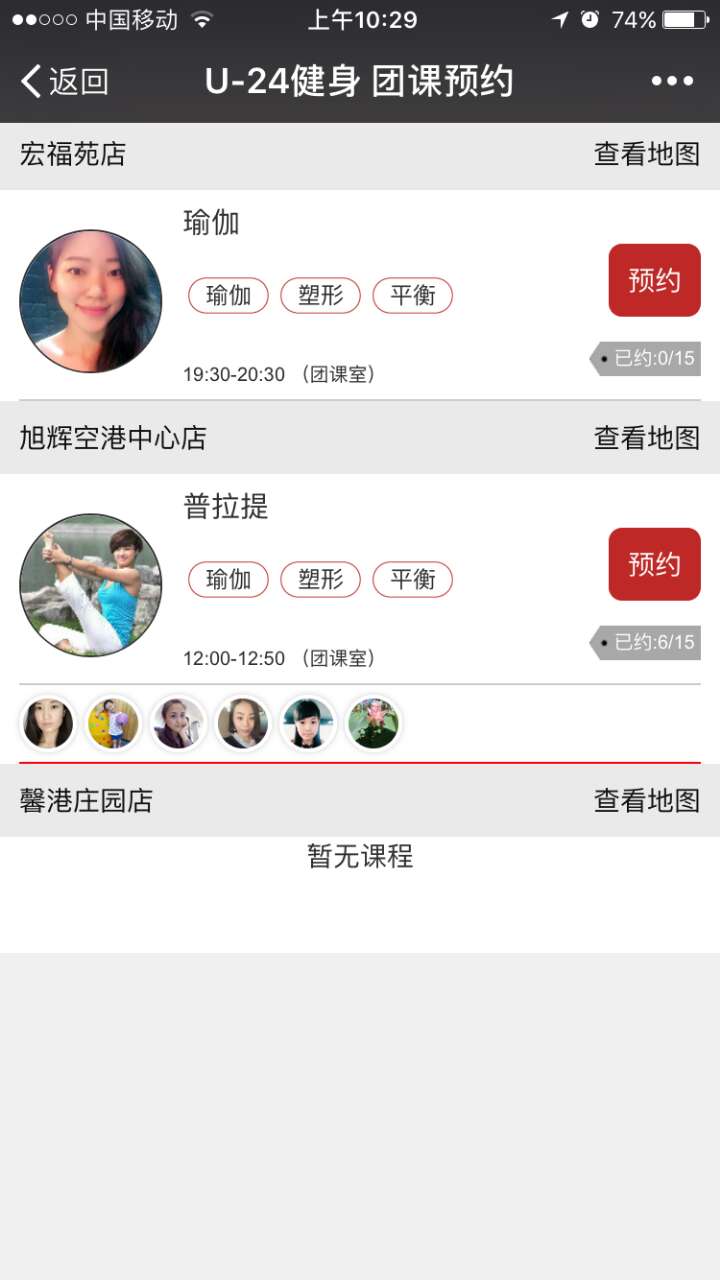 中国移动 上午10:29 74%
返回 U-24健身 团课预约
宏福苑店 查看地图
瑜伽
瑜伽 塑形 平衡 预约
19:30-20:30 （团课室） 已约:0/15
旭辉空港中心店 查看地图
普拉提
瑜伽 塑形 平衡 预约
12:00-12:50 （团课室） 已约:6/15
馨港庄园店 查看地图
暂无课程